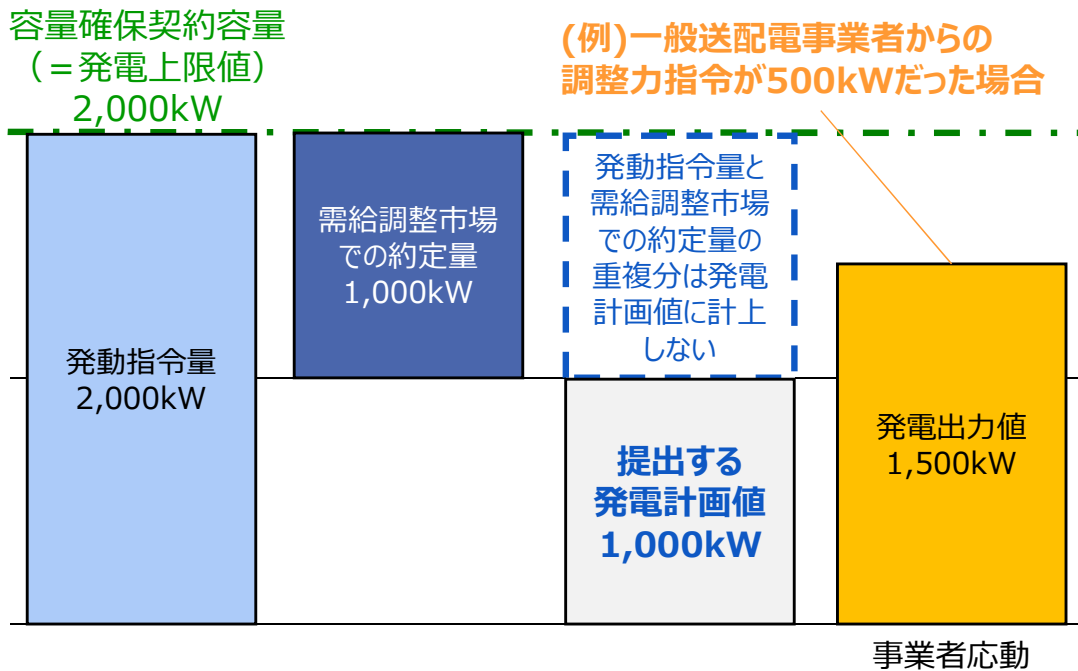 容量確保契約容量
（＝発電上限値）
2,000kW
(例)一般送配電事業者からの
調整力指令が500kWだった場合
発動指令量
2,000kW
需給調整市場
での約定量
1,000kW
発動指令量と
需給調整市場
での約定量の
重複分は発電
計画値に計上
しない
提出する
発電計画値
1,000kW
発電出力値
1,500kW
事業者応動